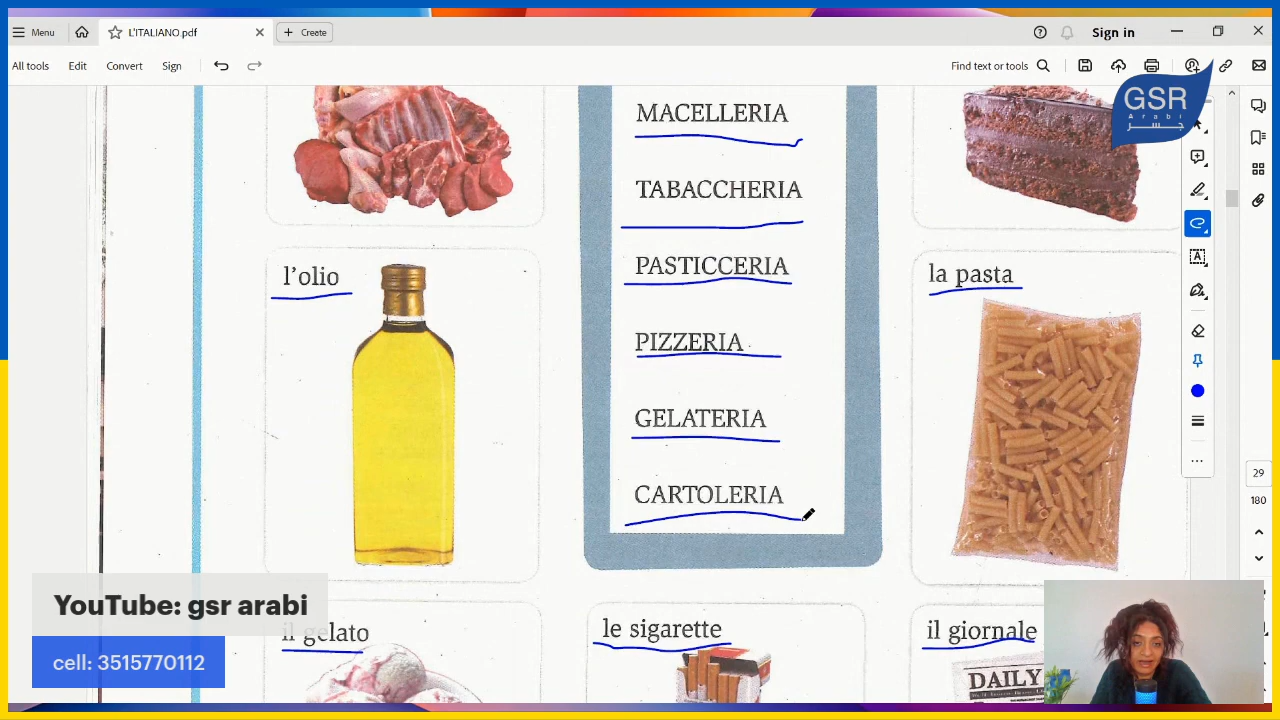 Menu
L'ITALIANO.pdf
Create
Sign in
All tools
Edit
Convert
Sign
Find text or tools
GSR
Arabi
جسر
MACELLERIA
TABACCHERIA
PASTICCERIA
PIZZERIA
GELATERIA
CARTOLERIA
l'olio
la pasta
il gelato
le sigarette
il giornale
DAILY
29
180
YouTube: gsr arabi
cell: 3515770112